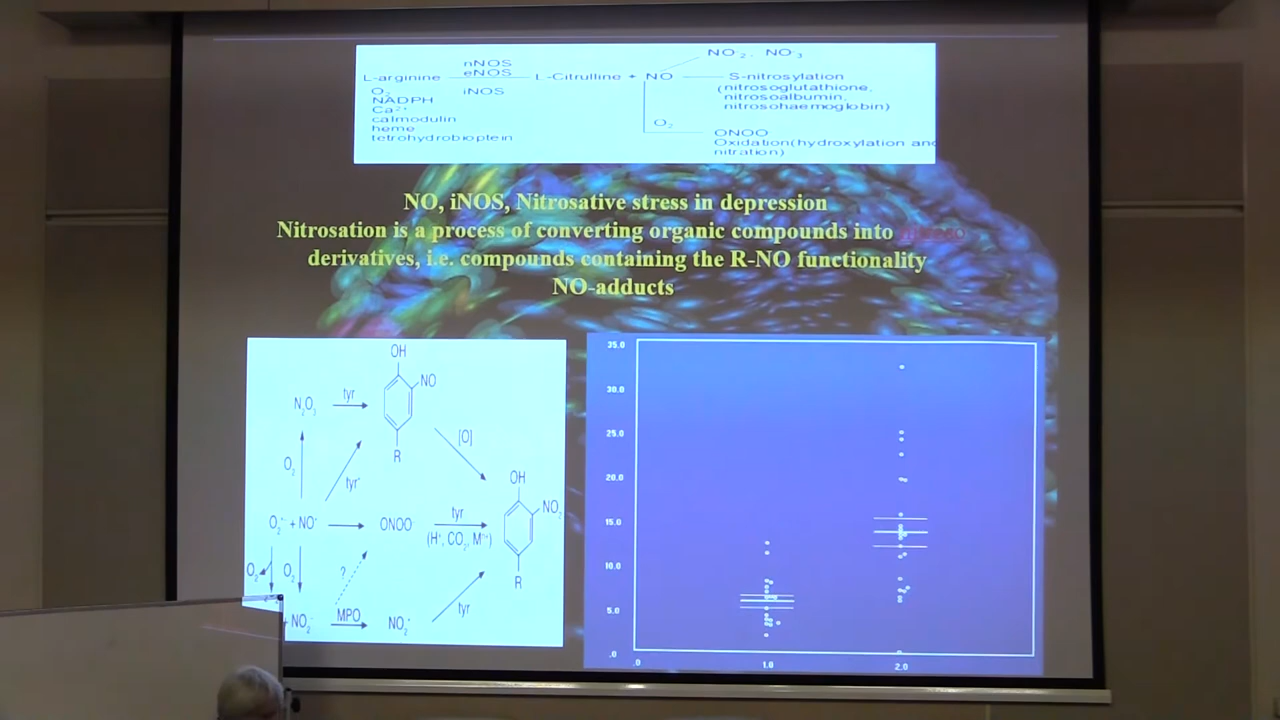 NO₂, NO₃
nNOS
L-arginine eNOS L-Citrulline + NO S-nitrosylation
O₂ iNOS (nitrosoglutathione,
NADPH nitrosoalbumin,
Ca²⁺ nitrosohaemoglobin)
calmodulin
heme O₂
tetrohydrobioptein ONOO
Oxidation(hydroxylation and
nitration)
NO, iNOS, Nitrosative stress in depression
Nitrosation is a process of converting organic compounds into
derivatives, i.e. compounds containing the R-NO functionality
NO-adducts
OH
NO
N₂O₃ tyr
R
[O]
O₂
tyr·
OH
NO₂
O₂·⁻ + NO· ONOO⁻ tyr
(H⁺, CO₂, Mⁿ⁺)
R
O₂ O₂
?
+ NO₂⁻ MPO NO₂· tyr
35.0
30.0
25.0
20.0
15.0
10.0
5.0
.0
.0 1.0 2.0